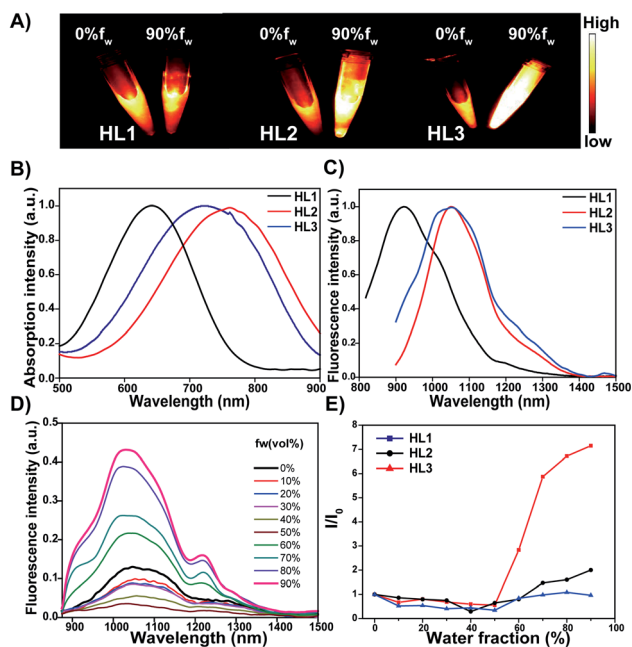 A)
0%fw 90%fw 0%fw 90%fw 0%fw 90%fw High
HL1 HL2 HL3 low
B)
Absorption intensity (a.u.)
1.0
0.8
0.6
0.4
0.2
0.0
HL1
HL2
HL3
500 600 700 800 900
Wavelength (nm)
C)
Fluorescence intensity (a.u.)
1.0
0.8
0.6
0.4
0.2
0.0
HL1
HL2
HL3
800 900 1000 1100 1200 1300 1400 1500
Wavelength (nm)
D)
Fluorescence intensity (a.u.)
0.5
0.4
0.3
0.2
0.1
0.0
fw(vol%)
0%
10%
20%
30%
40%
50%
60%
70%
80%
90%
900 1000 1100 1200 1300 1400 1500
Wavelength (nm)
E)
I/I0
8
7
6
5
4
3
2
1
0
HL1
HL2
HL3
0 20 40 60 80 100
Water fraction (%)